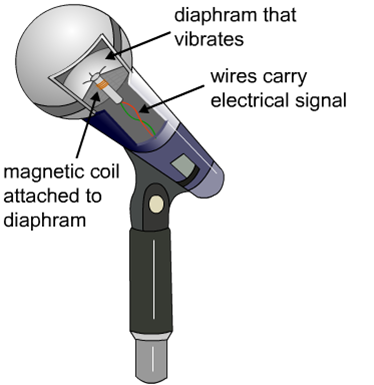 diaphram that
vibrates
wires carry
electrical signal
magnetic coil
attached to
diaphram